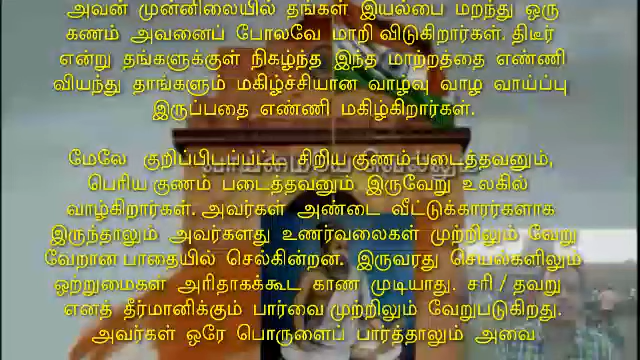 அவன் முன்னிலையில் தங்கள் இயல்பை மறந்து ஒரு
கணம் அவனைப் போலவே மாறி விடுகிறார்கள். திடீர்
என்று தங்களுக்குள் நிகழ்ந்த இந்த மாற்றத்தை எண்ணி
வியந்து தாங்களும் மகிழ்ச்சியான வாழ்வு வாழ வாய்ப்பு
இருப்பதை எண்ணி மகிழ்கிறார்கள்.
மேலே குறிப்பிடப்பட்ட சிறிய குணம் படைத்தவனும்,
பெரிய குணம் படைத்தவனும் இருவேறு உலகில்
வாழ்கிறார்கள். அவர்கள் அண்டை வீட்டுக்காரர்களாக
இருந்தாலும் அவர்களது உணர்வலைகள் முற்றிலும் வேறு
வேறான பாதையில் செல்கின்றன. இருவரது செயல்களிலும்
ஒற்றுமைகள் அரிதாகக்கூட காண முடியாது. சரி / தவறு
எனத் தீர்மானிக்கும் பார்வை முற்றிலும் வேறுபடுகிறது.
அவர்கள் ஒரே பொருளைப் பார்த்தாலும் அவை